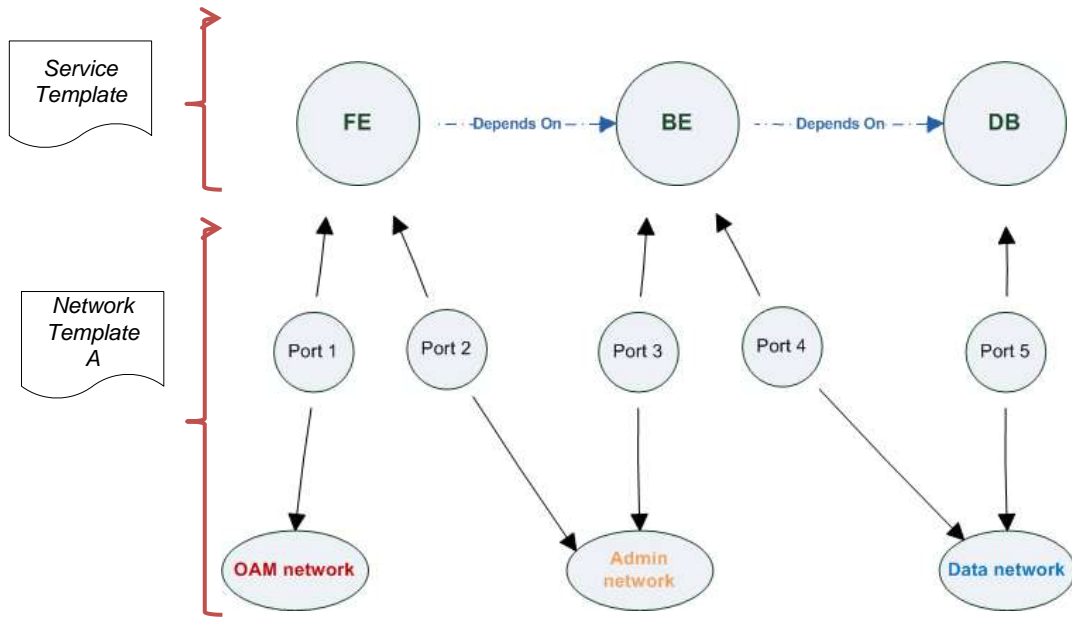 Service
Template
FE
Depends On
BE
Depends On
DB
Network
Template
A
Port 1
Port 2
Port 3
Port 4
Port 5
OAM network
Admin
network
Data network